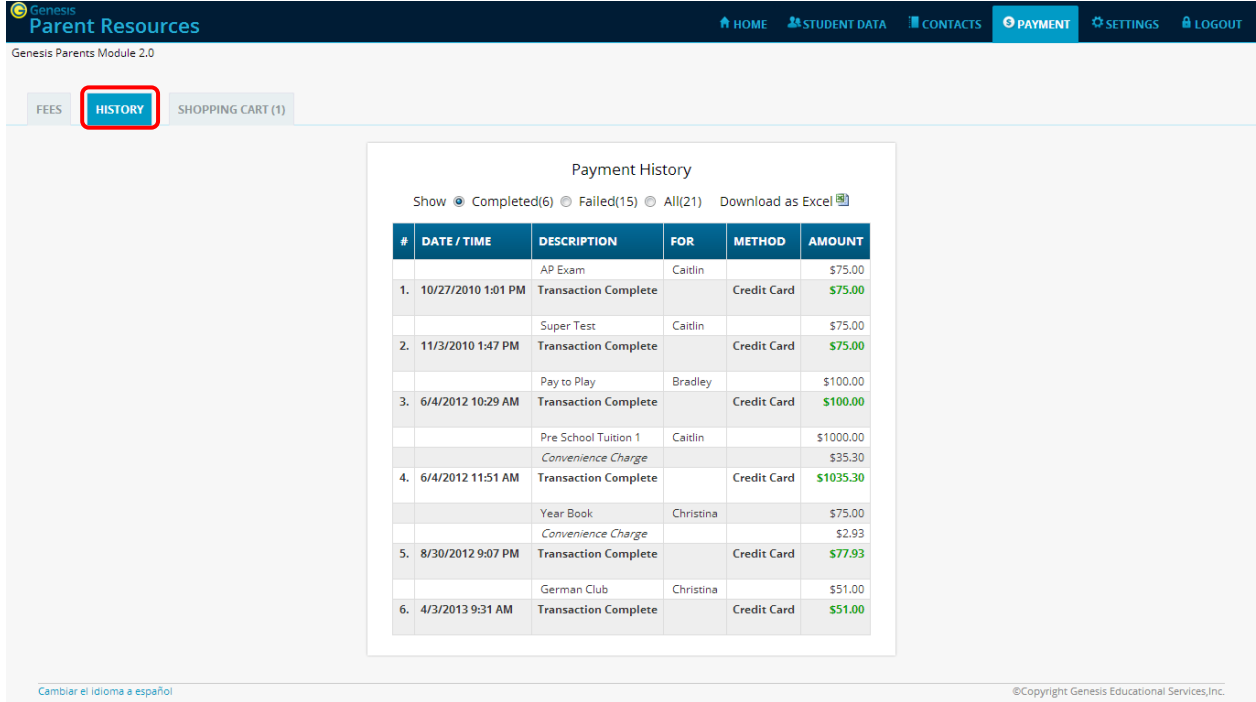 Genesis
Parent Resources
HOME STUDENT DATA CONTACTS PAYMENT SETTINGS LOGOUT
Genesis Parents Module 2.0
FEES HISTORY SHOPPING CART (1)
Payment History
Show Completed(6) Failed(15) All(21) Download as Excel
# DATE / TIME DESCRIPTION FOR METHOD AMOUNT
AP Exam Caitlin $75.00
1. 10/27/2010 1:01 PM Transaction Complete Credit Card $75.00
Super Test Caitlin $75.00
2. 11/3/2010 1:47 PM Transaction Complete Credit Card $75.00
Pay to Play Bradley $100.00
3. 6/4/2012 10:29 AM Transaction Complete Credit Card $100.00
Pre School Tuition 1 Caitlin $1000.00
Convenience Charge $35.30
4. 6/4/2012 11:51 AM Transaction Complete Credit Card $1035.30
Year Book Christina $75.00
Convenience Charge $2.93
5. 8/30/2012 9:07 PM Transaction Complete Credit Card $77.93
German Club Christina $51.00
6. 4/3/2013 9:31 AM Transaction Complete Credit Card $51.00
Cambiar el idioma a español ©Copyright Genesis Educational Services,Inc.